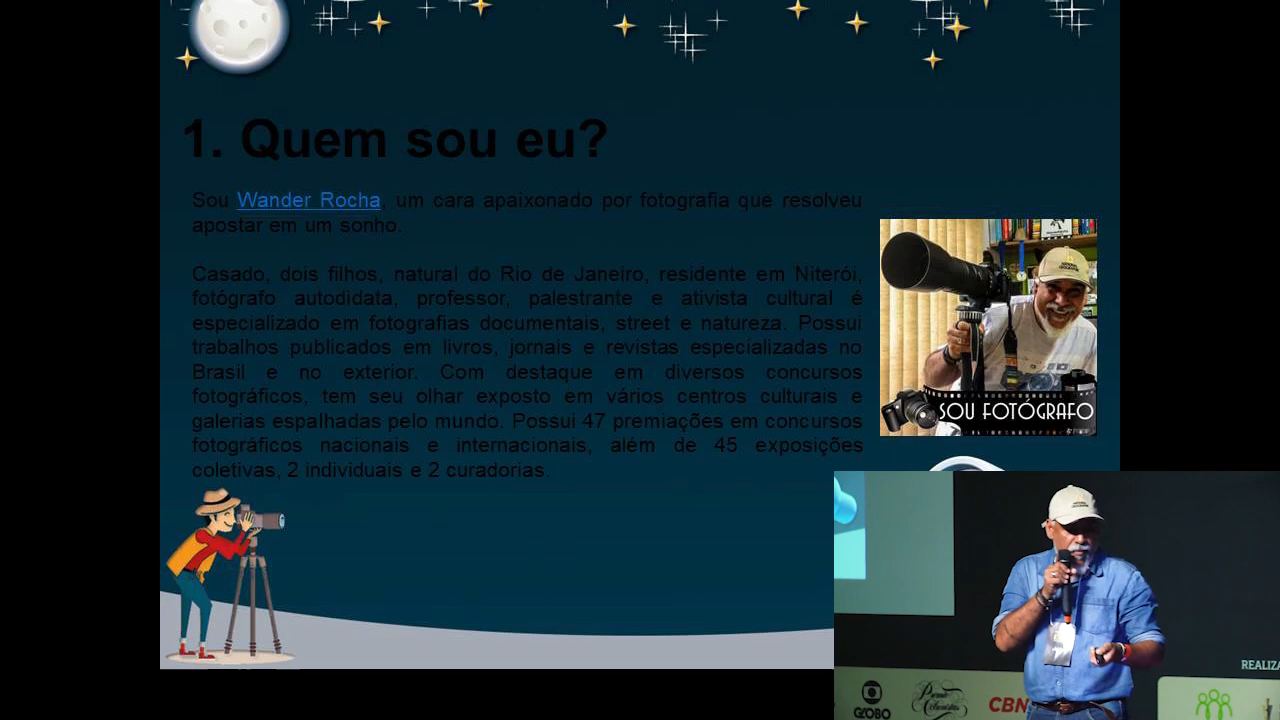 1. Quem sou eu?
Sou Wander Rocha, um cara apaixonado por fotografia que resolveu
apostar em um sonho.
Casado, dois filhos, natural do Rio de Janeiro, residente em Niterói,
fotógrafo autodidata, professor, palestrante e ativista cultural é
especializado em fotografias documentais, street e natureza. Possui
trabalhos publicados em livros, jornais e revistas especializadas no
Brasil e no exterior. Com destaque em diversos concursos
fotográficos, tem seu olhar exposto em vários centros culturais e
galerias espalhadas pelo mundo. Possui 47 premiações em concursos
fotográficos nacionais e internacionais, além de 45 exposições
coletivas, 2 individuais e 2 curadorias.
SOU FOTÓGRAFO
REALIZA
GLOBO
CBN